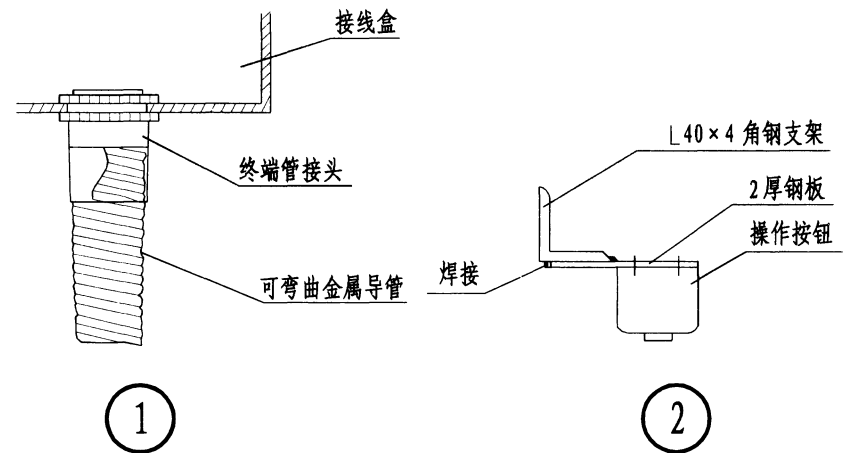 接线盒
终端管接头
可弯曲金属导管
1
L40×4角钢支架
2厚钢板
操作按钮
焊接
2